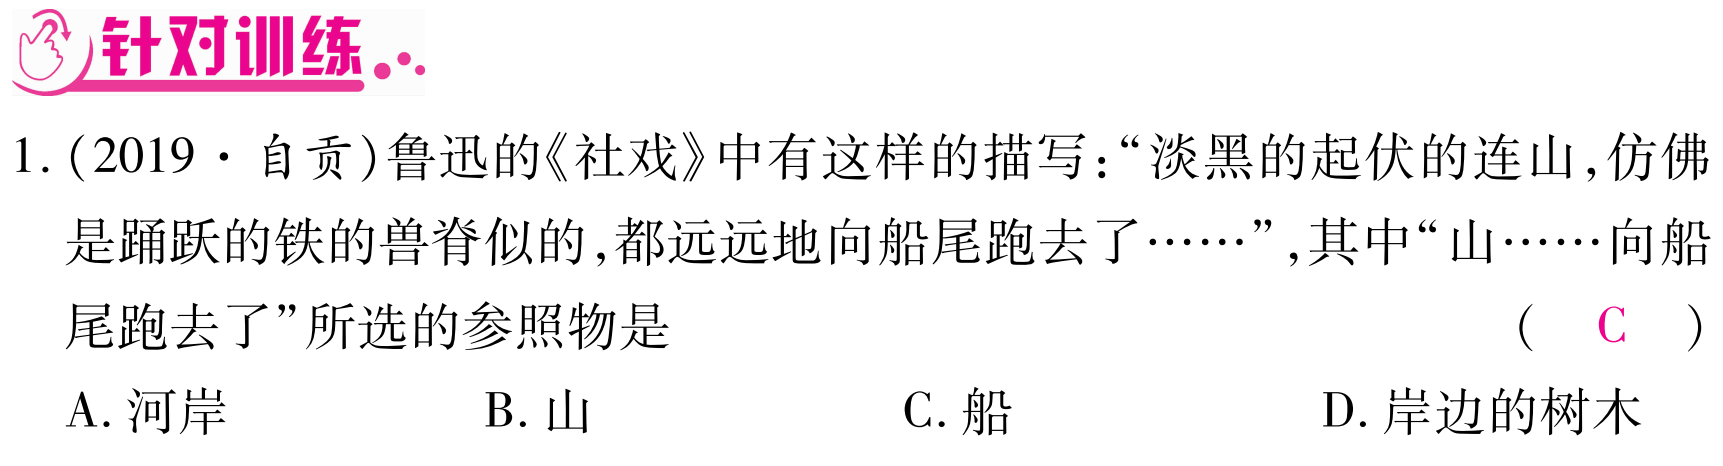 针对训练
1. (2019·自贡)鲁迅的《社戏》中有这样的描写:“淡黑的起伏的连山,仿佛
是踊跃的铁的兽脊似的,都远远地向船尾跑去了……”,其中“山……向船
尾跑去了”所选的参照物是 ( C )
A. 河岸 B. 山 C. 船 D. 岸边的树木